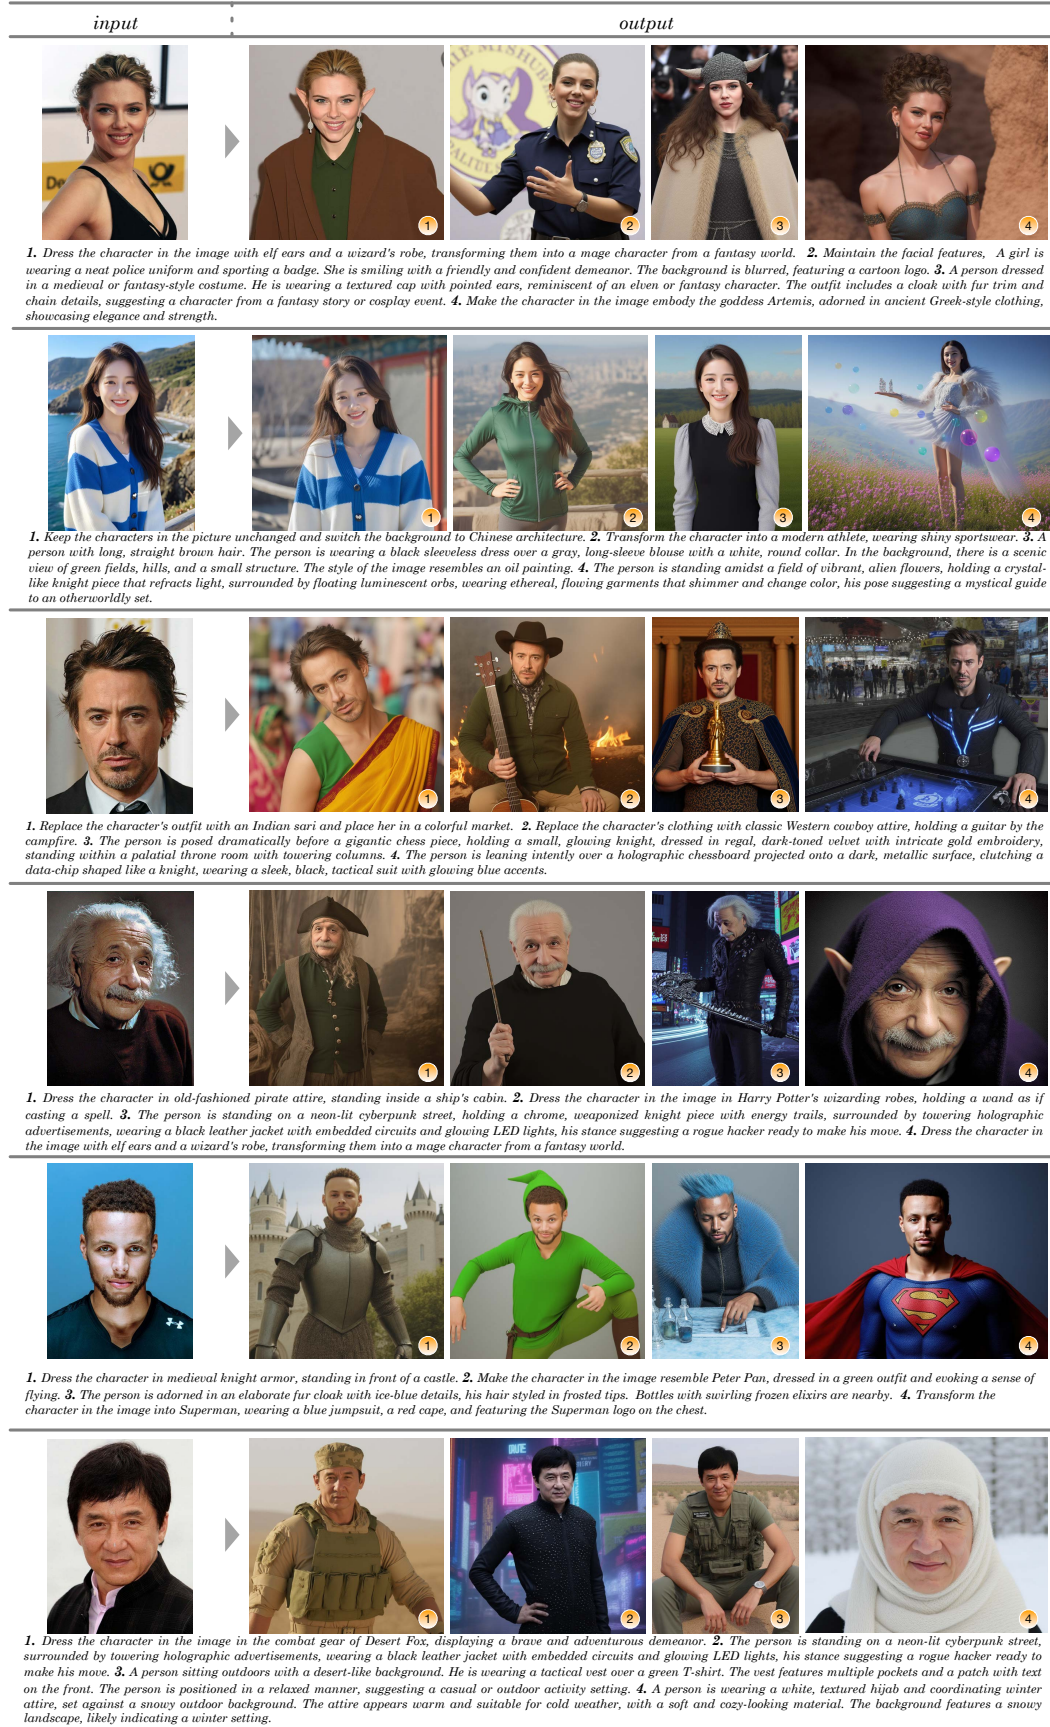 input
output
De
HE MISHUB
PALIUL'S
1
2
3
4
1. Dress the character in the image with elf ears and a wizard's robe, transforming them into a mage character from a fantasy world. 2. Maintain the facial features, A girl is
wearing a neat police uniform and sporting a badge. She is smiling with a friendly and confident demeanor. The background is blurred, featuring a cartoon logo. 3. A person dressed
in a medieval or fantasy-style costume. He is wearing a textured cap with pointed ears, reminiscent of an elven or fantasy character. The outfit includes a cloak with fur trim and
chain details, suggesting a character from a fantasy story or cosplay event. 4. Make the character in the image embody the goddess Artemis, adorned in ancient Greek-style clothing,
showcasing elegance and strength.
1
2
3
4
1. Keep the characters in the picture unchanged and switch the background to Chinese architecture. 2. Transform the character into a modern athlete, wearing shiny sportswear. 3. A
person with long, straight brown hair. The person is wearing a black sleeveless dress over a gray, long-sleeve blouse with a white, round collar. In the background, there is a scenic
view of green fields, hills, and a small structure. The style of the image resembles an oil painting. 4. The person is standing amidst a field of vibrant, alien flowers, holding a crystal-
like knight piece that refracts light, surrounded by floating luminescent orbs, wearing ethereal, flowing garments that shimmer and change color, his pose suggesting a mystical guide
to an otherworldly set.
1
2
3
4
1. Replace the character's outfit with an Indian sari and place her in a colorful market. 2. Replace the character's clothing with classic Western cowboy attire, holding a guitar by the
campfire. 3. The person is posed dramatically before a gigantic chess piece, holding a small, glowing knight, dressed in regal, dark-toned velvet with intricate gold embroidery,
standing within a palatial throne room with towering columns. 4. The person is leaning intently over a holographic chessboard projected onto a dark, metallic surface, clutching a
data-chip shaped like a knight, wearing a sleek, black, tactical suit with glowing blue accents.
1
2
3
4
1. Dress the character in old-fashioned pirate attire, standing inside a ship's cabin. 2. Dress the character in the image in Harry Potter's wizarding robes, holding a wand as if
casting a spell. 3. The person is standing on a neon-lit cyberpunk street, holding a chrome, weaponized knight piece with energy trails, surrounded by towering holographic
advertisements, wearing a black leather jacket with embedded circuits and glowing LED lights, his stance suggesting a rogue hacker ready to make his move. 4. Dress the character in
the image with elf ears and a wizard's robe, transforming them into a mage character from a fantasy world.
1
2
3
4
1. Dress the character in medieval knight armor, standing in front of a castle. 2. Make the character in the image resemble Peter Pan, dressed in a green outfit and evoking a sense of
flying. 3. The person is adorned in an elaborate fur cloak with ice-blue details, his hair styled in frosted tips. Bottles with swirling frozen elixirs are nearby. 4. Transform the
character in the image into Superman, wearing a blue jumpsuit, a red cape, and featuring the Superman logo on the chest.
1
2
3
4
1. Dress the character in the image in the combat gear of Desert Fox, displaying a brave and adventurous demeanor. 2. The person is standing on a neon-lit cyberpunk street,
surrounded by towering holographic advertisements, wearing a black leather jacket with embedded circuits and glowing LED lights, his stance suggesting a rogue hacker ready to
make his move. 3. A person sitting outdoors with a desert-like background. He is wearing a tactical vest over a green T-shirt. The vest features multiple pockets and a patch with text
on the front. The person is positioned in a relaxed manner, suggesting a casual or outdoor activity setting. 4. A person is wearing a white, textured hijab and coordinating winter
attire, set against a snowy outdoor background. The attire appears warm and suitable for cold weather, with a soft and cozy-looking material. The background features a snowy
landscape, likely indicating a winter setting.